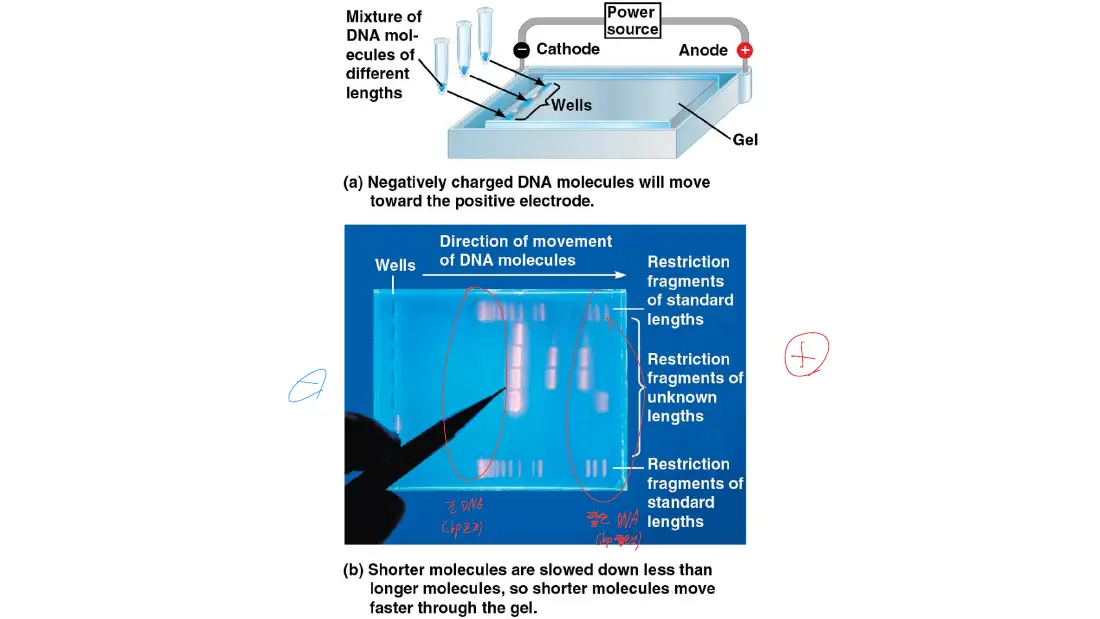 Mixture of
DNA mol-
ecules of
different
lengths
Power
source
− Cathode
Anode +
Wells
Gel
(a) Negatively charged DNA molecules will move
toward the positive electrode.
Direction of movement
of DNA molecules
Wells
Restriction
fragments
of standard
lengths
Restriction
fragments of
unknown
lengths
Restriction
fragments of
standard
lengths
−
+
긴 DNA
짧은 DNA
(b) Shorter molecules are slowed down less than
longer molecules, so shorter molecules move
faster through the gel.